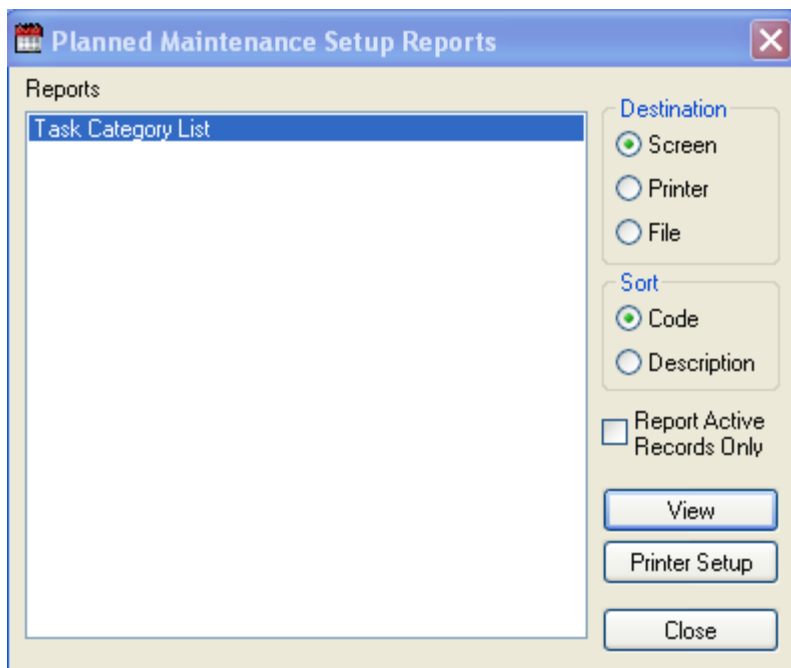 Planned Maintenance Setup Reports
Reports
Task Category List
Destination
Screen
Printer
File
Sort
Code
Description
Report Active
Records Only
View
Printer Setup
Close